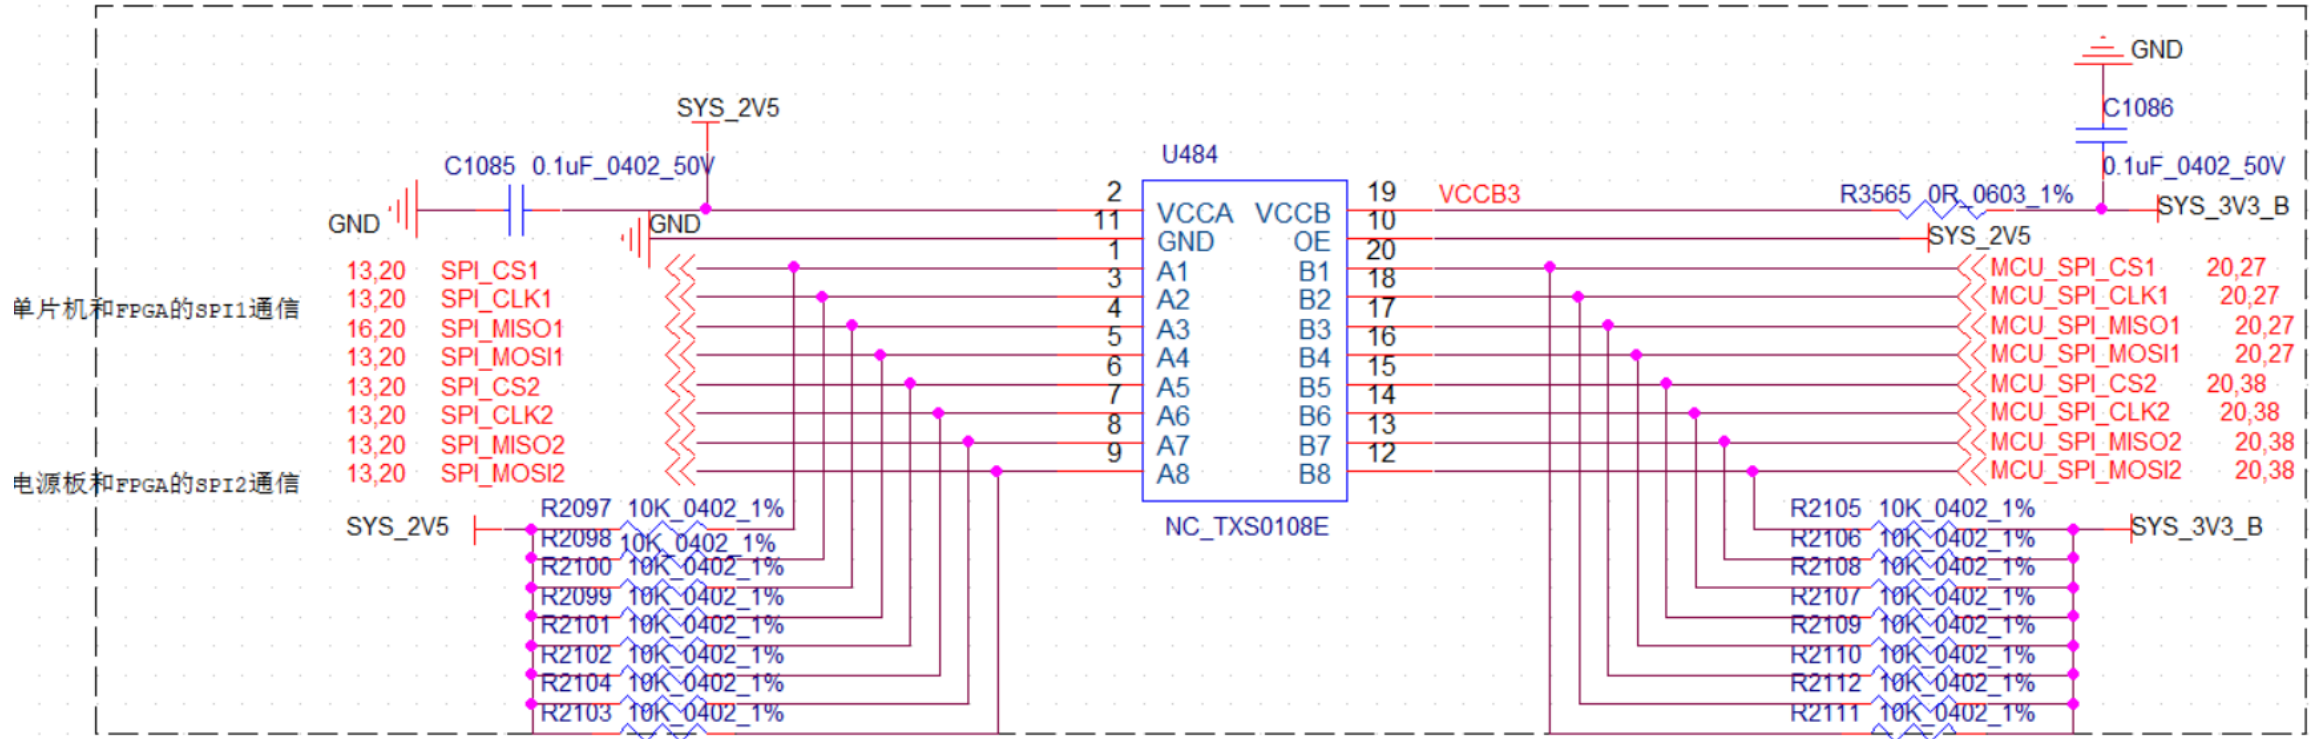 GND
C1086
0.1uF_0402_50V
SYS_2V5
C1085 0.1uF_0402_50V
GND
GND
U484
2 VCCA VCCB 19 VCCB3 R3565 0R_0603_1% SYS_3V3_B
11 GND OE 10 SYS_2V5
13,20 SPI_CS1 1 A1 B1 20 MCU_SPI_CS1 20,27
13,20 SPI_CLK1 3 A2 B2 18 MCU_SPI_CLK1 20,27
单片机和FPGA的SPI1通信
16,20 SPI_MISO1 4 A3 B3 17 MCU_SPI_MISO1 20,27
13,20 SPI_MOSI1 5 A4 B4 16 MCU_SPI_MOSI1 20,27
13,20 SPI_CS2 6 A5 B5 15 MCU_SPI_CS2 20,38
13,20 SPI_CLK2 7 A6 B6 14 MCU_SPI_CLK2 20,38
13,20 SPI_MISO2 8 A7 B7 13 MCU_SPI_MISO2 20,38
13,20 SPI_MOSI2 9 A8 B8 12 MCU_SPI_MOSI2 20,38
电源板和FPGA的SPI2通信
NC_TXS0108E
SYS_2V5
R2097 10K_0402_1%
R2098 10K_0402_1%
R2100 10K_0402_1%
R2099 10K_0402_1%
R2101 10K_0402_1%
R2102 10K_0402_1%
R2104 10K_0402_1%
R2103 10K_0402_1%
R2105 10K_0402_1%
R2106 10K_0402_1%
R2108 10K_0402_1%
R2107 10K_0402_1%
R2109 10K_0402_1%
R2110 10K_0402_1%
R2112 10K_0402_1%
R2111 10K_0402_1%
SYS_3V3_B